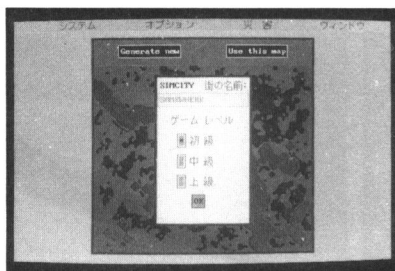 システム オプション 災害 ウィンドウ
Generate new Use this map
SIMCITY 街の名前:
SOMEWHERE
ゲーム レベル
初級
中級
上級
OK